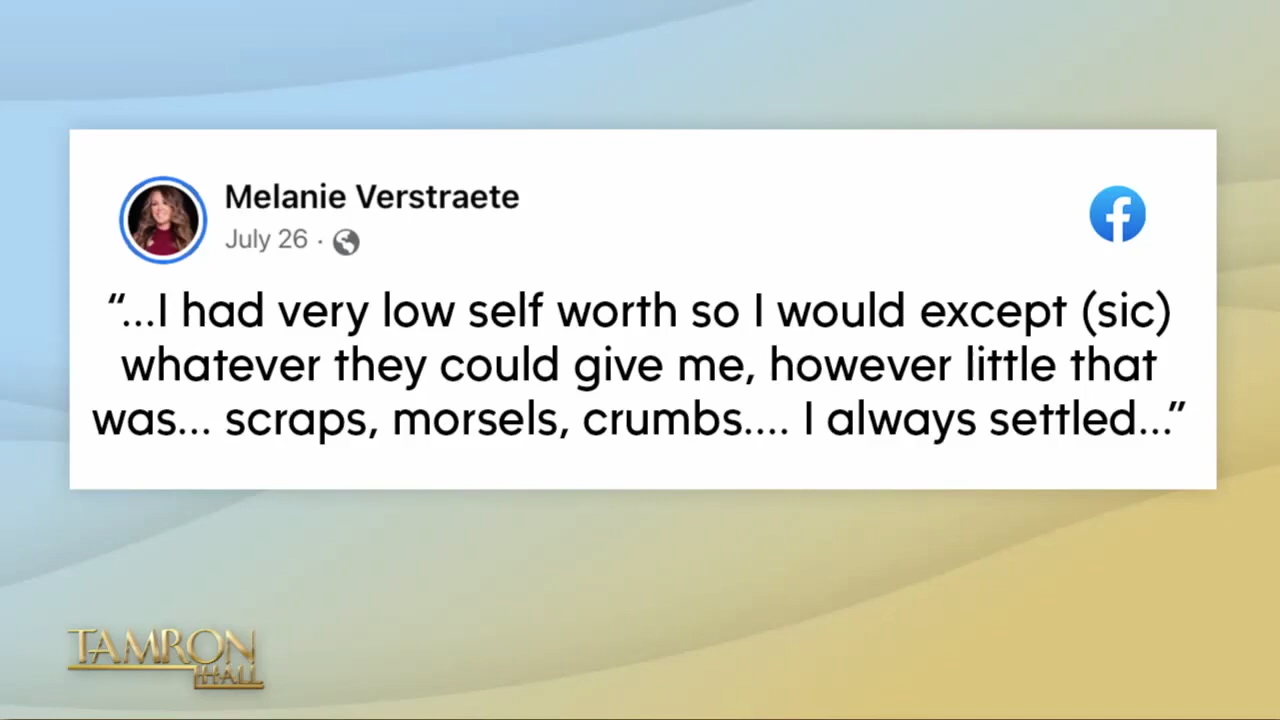 Melanie Verstraete
July 26 ·
“...I had very low self worth so I would except (sic)
whatever they could give me, however little that
was... scraps, morsels, crumbs.... I always settled...”
TAMRON
HALL